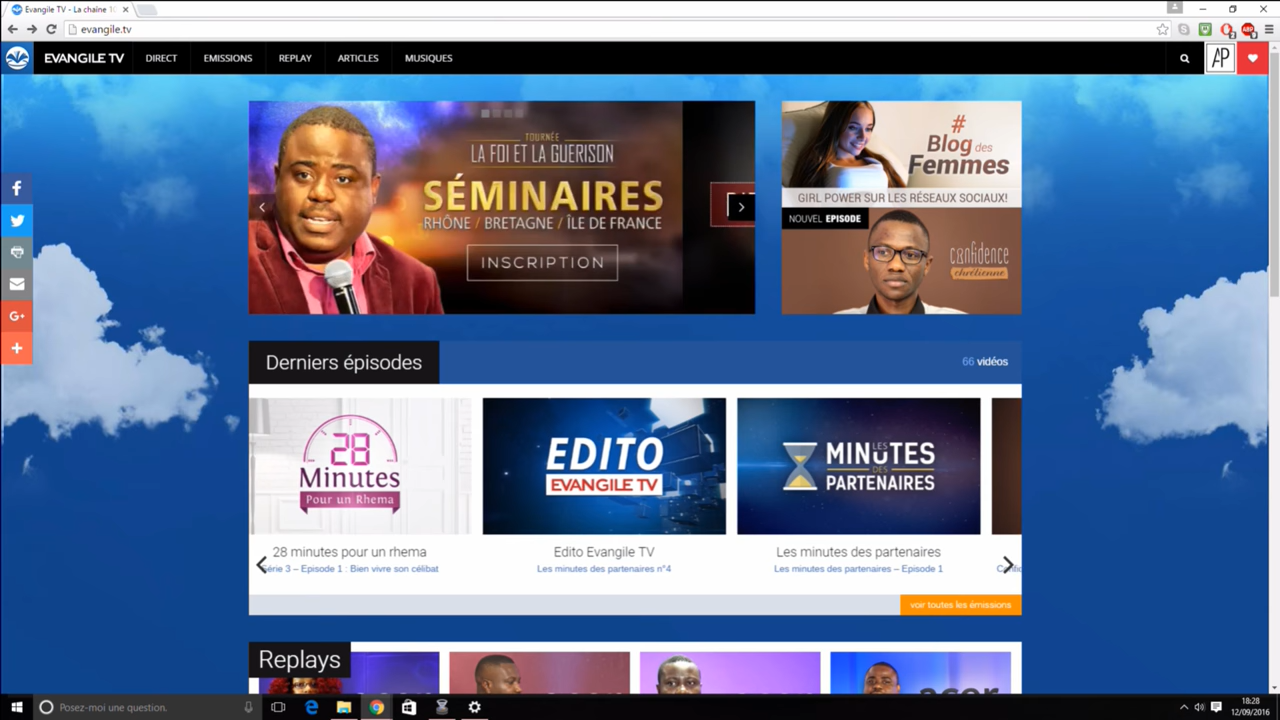 Evangile TV - La chaîne 10
evangile.tv
EVANGILE TV
DIRECT
EMISSIONS
REPLAY
ARTICLES
MUSIQUES
AP
TOURNÉE
LA FOI ET LA GUERISON
SÉMINAIRES
RHÔNE / BRETAGNE / ÎLE DE FRANCE
INSCRIPTION
#
Blog des
Femmes
GIRL POWER SUR LES RÉSEAUX SOCIAUX!
NOUVEL EPISODE
confidence
chrétienne
G+
Derniers épisodes
66 vidéos
28
Minutes
Pour un Rhema
EDITO
EVANGILE TV
LES
MINUTES
DES
PARTENAIRES
28 minutes pour un rhema
Edito Evangile TV
Les minutes des partenaires
Série 3 – Episode 1 : Bien vivre son célibat
Les minutes des partenaires n°4
Les minutes des partenaires – Episode 1
voir toutes les émissions
Replays
Posez-moi une question.
18:28
12/09/2016